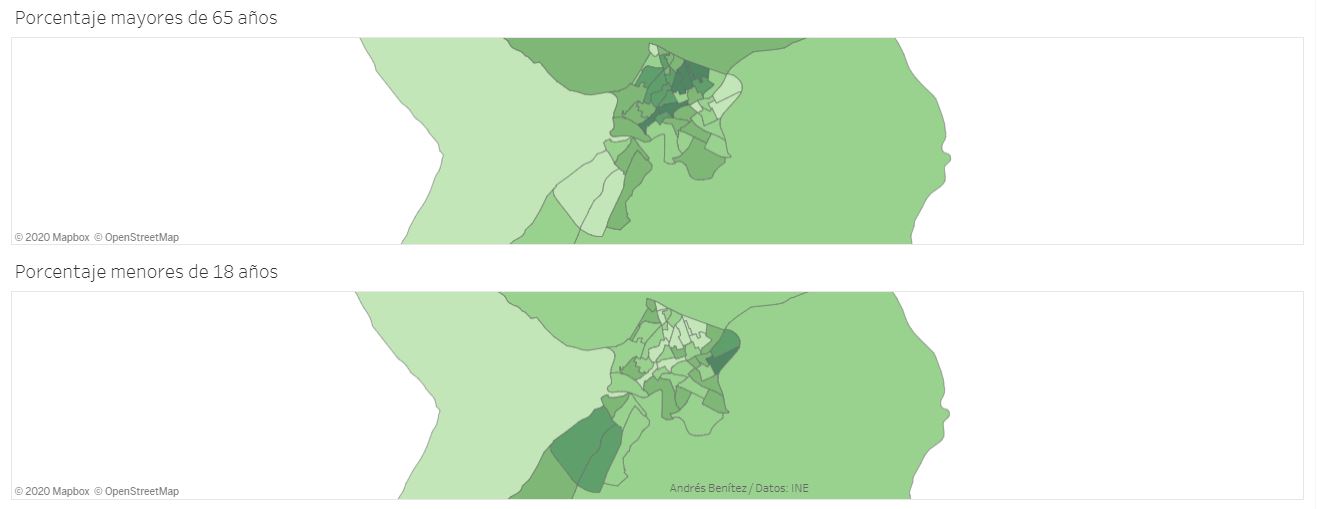 Porcentaje mayores de 65 años
© 2020 Mapbox © OpenStreetMap
Porcentaje menores de 18 años
© 2020 Mapbox © OpenStreetMap
Andrés Benítez / Datos: INE